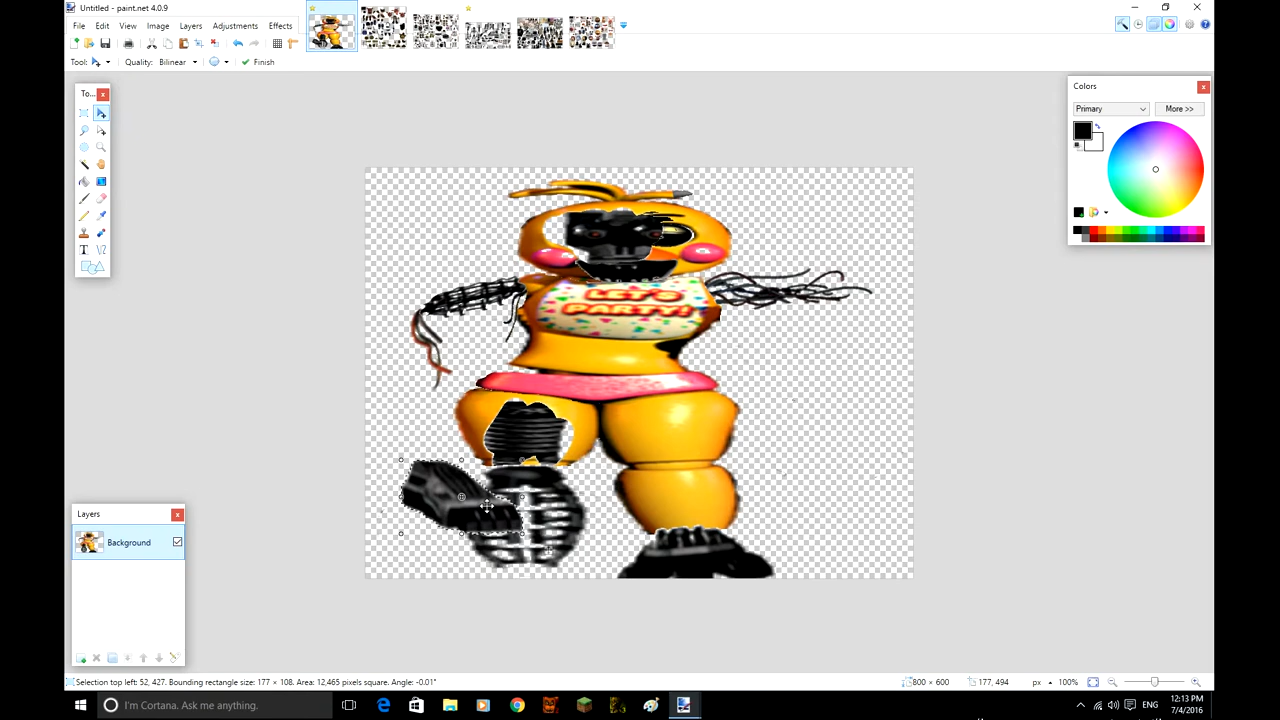 Untitled - paint.net 4.0.9
File Edit View Image Layers Adjustments Effects
Tool: Quality: Bilinear Finish
To...
Colors
Primary More >>
LET'S
PARTY!
Layers
Background
Selection top left: 52, 427. Bounding rectangle size: 177 × 108. Area: 12,465 pixels square. Angle: -0.01°
800 × 600 177, 494 px 100%
I'm Cortana. Ask me anything.
ENG
12:13 PM
7/4/2016